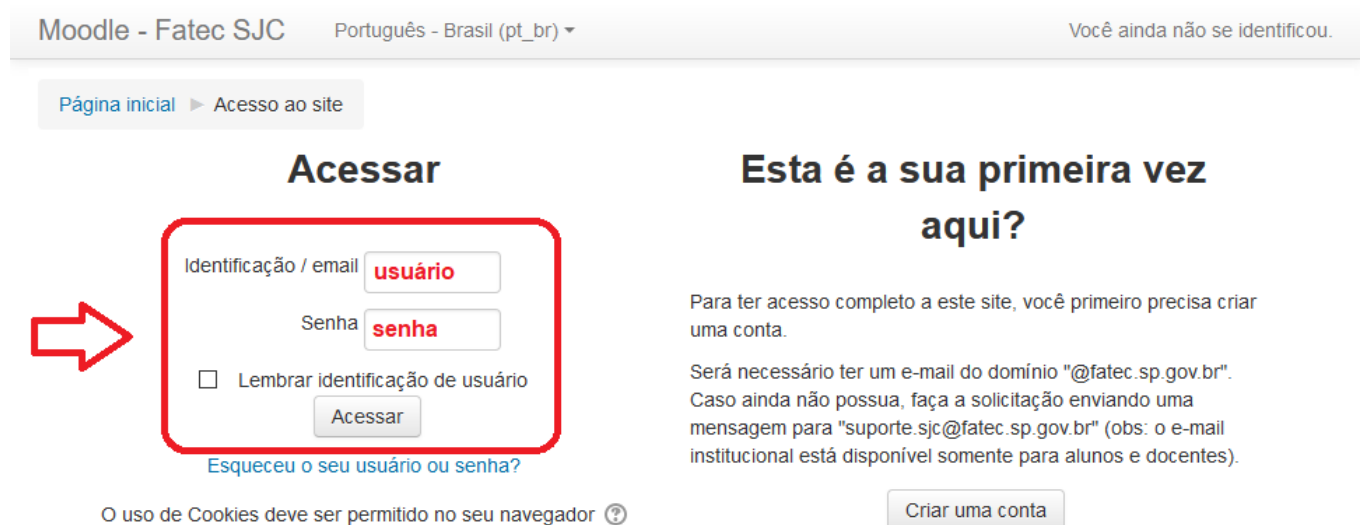 Moodle - Fatec SJC Português - Brasil (pt_br) Você ainda não se identificou.
Página inicial ► Acesso ao site
Acessar
Identificação / email usuário
Senha senha
Lembrar identificação de usuário
Acessar
Esqueceu o seu usuário ou senha?
O uso de Cookies deve ser permitido no seu navegador ?
Esta é a sua primeira vez
aqui?
Para ter acesso completo a este site, você primeiro precisa criar
uma conta.
Será necessário ter um e-mail do domínio "@fatec.sp.gov.br".
Caso ainda não possua, faça a solicitação enviando uma
mensagem para "suporte.sjc@fatec.sp.gov.br" (obs: o e-mail
institucional está disponível somente para alunos e docentes).
Criar uma conta